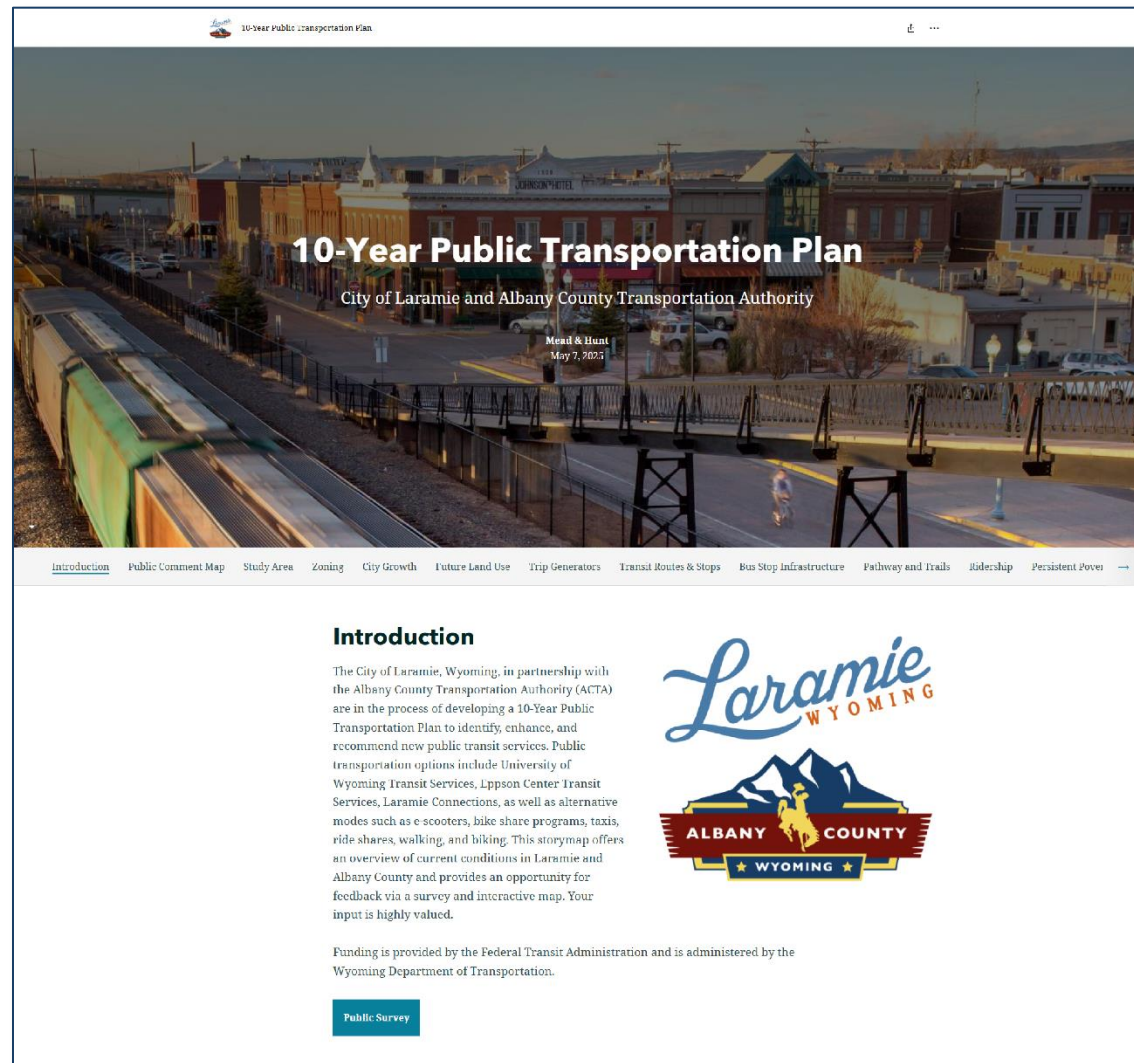 Laramie
10-Year Public Transportation Plan
1900
JOHNSON HOTEL
10-Year Public Transportation Plan
City of Laramie and Albany County Transportation Authority
Mead & Hunt
May 7, 2025
Introduction Public Comment Map Study Area Zoning City Growth Future Land Use Trip Generators Transit Routes & Stops Bus Stop Infrastructure Pathway and Trails Ridership Persistent Pover →
Introduction
The City of Laramie, Wyoming, in partnership with
the Albany County Transportation Authority (ACTA)
are in the process of developing a 10-Year Public
Transportation Plan to identify, enhance, and
recommend new public transit services. Public
transportation options include University of
Wyoming Transit Services, Eppson Center Transit
Services, Laramie Connections, as well as alternative
modes such as e-scooters, bike share programs, taxis,
ride shares, walking, and biking. This storymap offers
an overview of current conditions in Laramie and
Albany County and provides an opportunity for
feedback via a survey and interactive map. Your
input is highly valued.
Laramie
WYOMING
ALBANY COUNTY
WYOMING
Funding is provided by the Federal Transit Administration and is administered by the
Wyoming Department of Transportation.
Public Survey